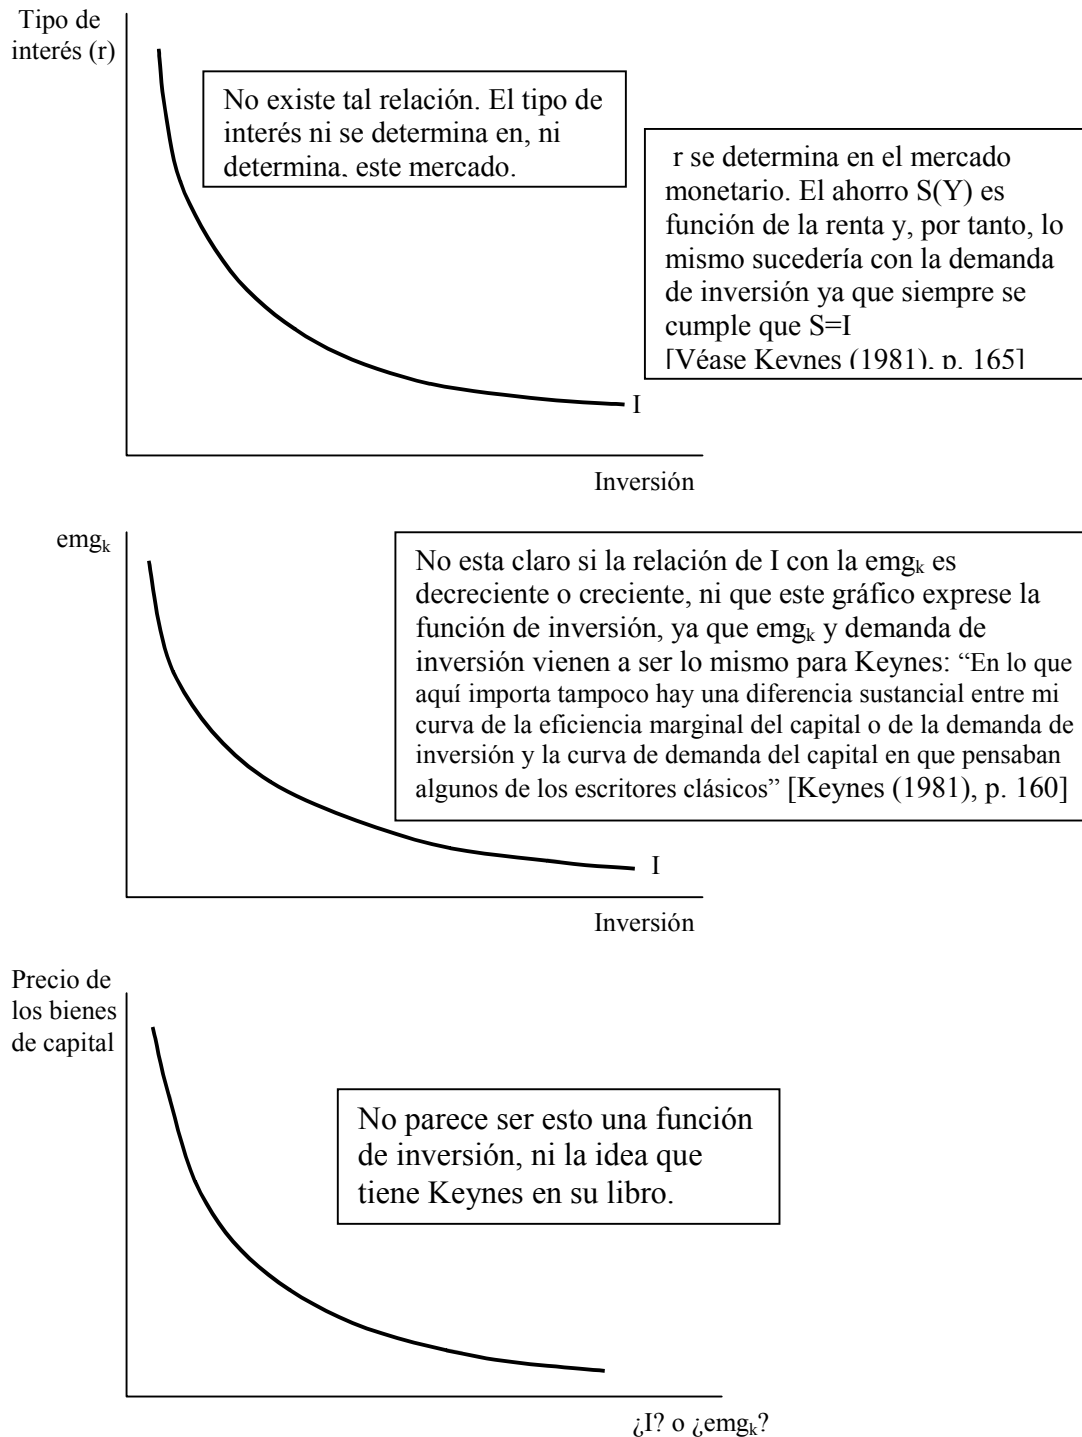 Tipo de
interés (r)
No existe tal relación. El tipo de
interés ni se determina en, ni
determina, este mercado.
r se determina en el mercado
monetario. El ahorro S(Y) es
función de la renta y, por tanto, lo
mismo sucedería con la demanda
de inversión ya que siempre se
cumple que S=I
[Véase Keynes (1981), p. 165]
I
Inversión
emgₖ
No esta claro si la relación de I con la emgₖ es
decreciente o creciente, ni que este gráfico exprese la
función de inversión, ya que emgₖ y demanda de
inversión vienen a ser lo mismo para Keynes: “En lo que
aquí importa tampoco hay una diferencia sustancial entre mi
curva de la eficiencia marginal del capital o de la demanda de
inversión y la curva de demanda del capital en que pensaban
algunos de los escritores clásicos” [Keynes (1981), p. 160]
I
Inversión
Precio de
los bienes
de capital
No parece ser esto una función
de inversión, ni la idea que
tiene Keynes en su libro.
¿I? o ¿emgₖ?